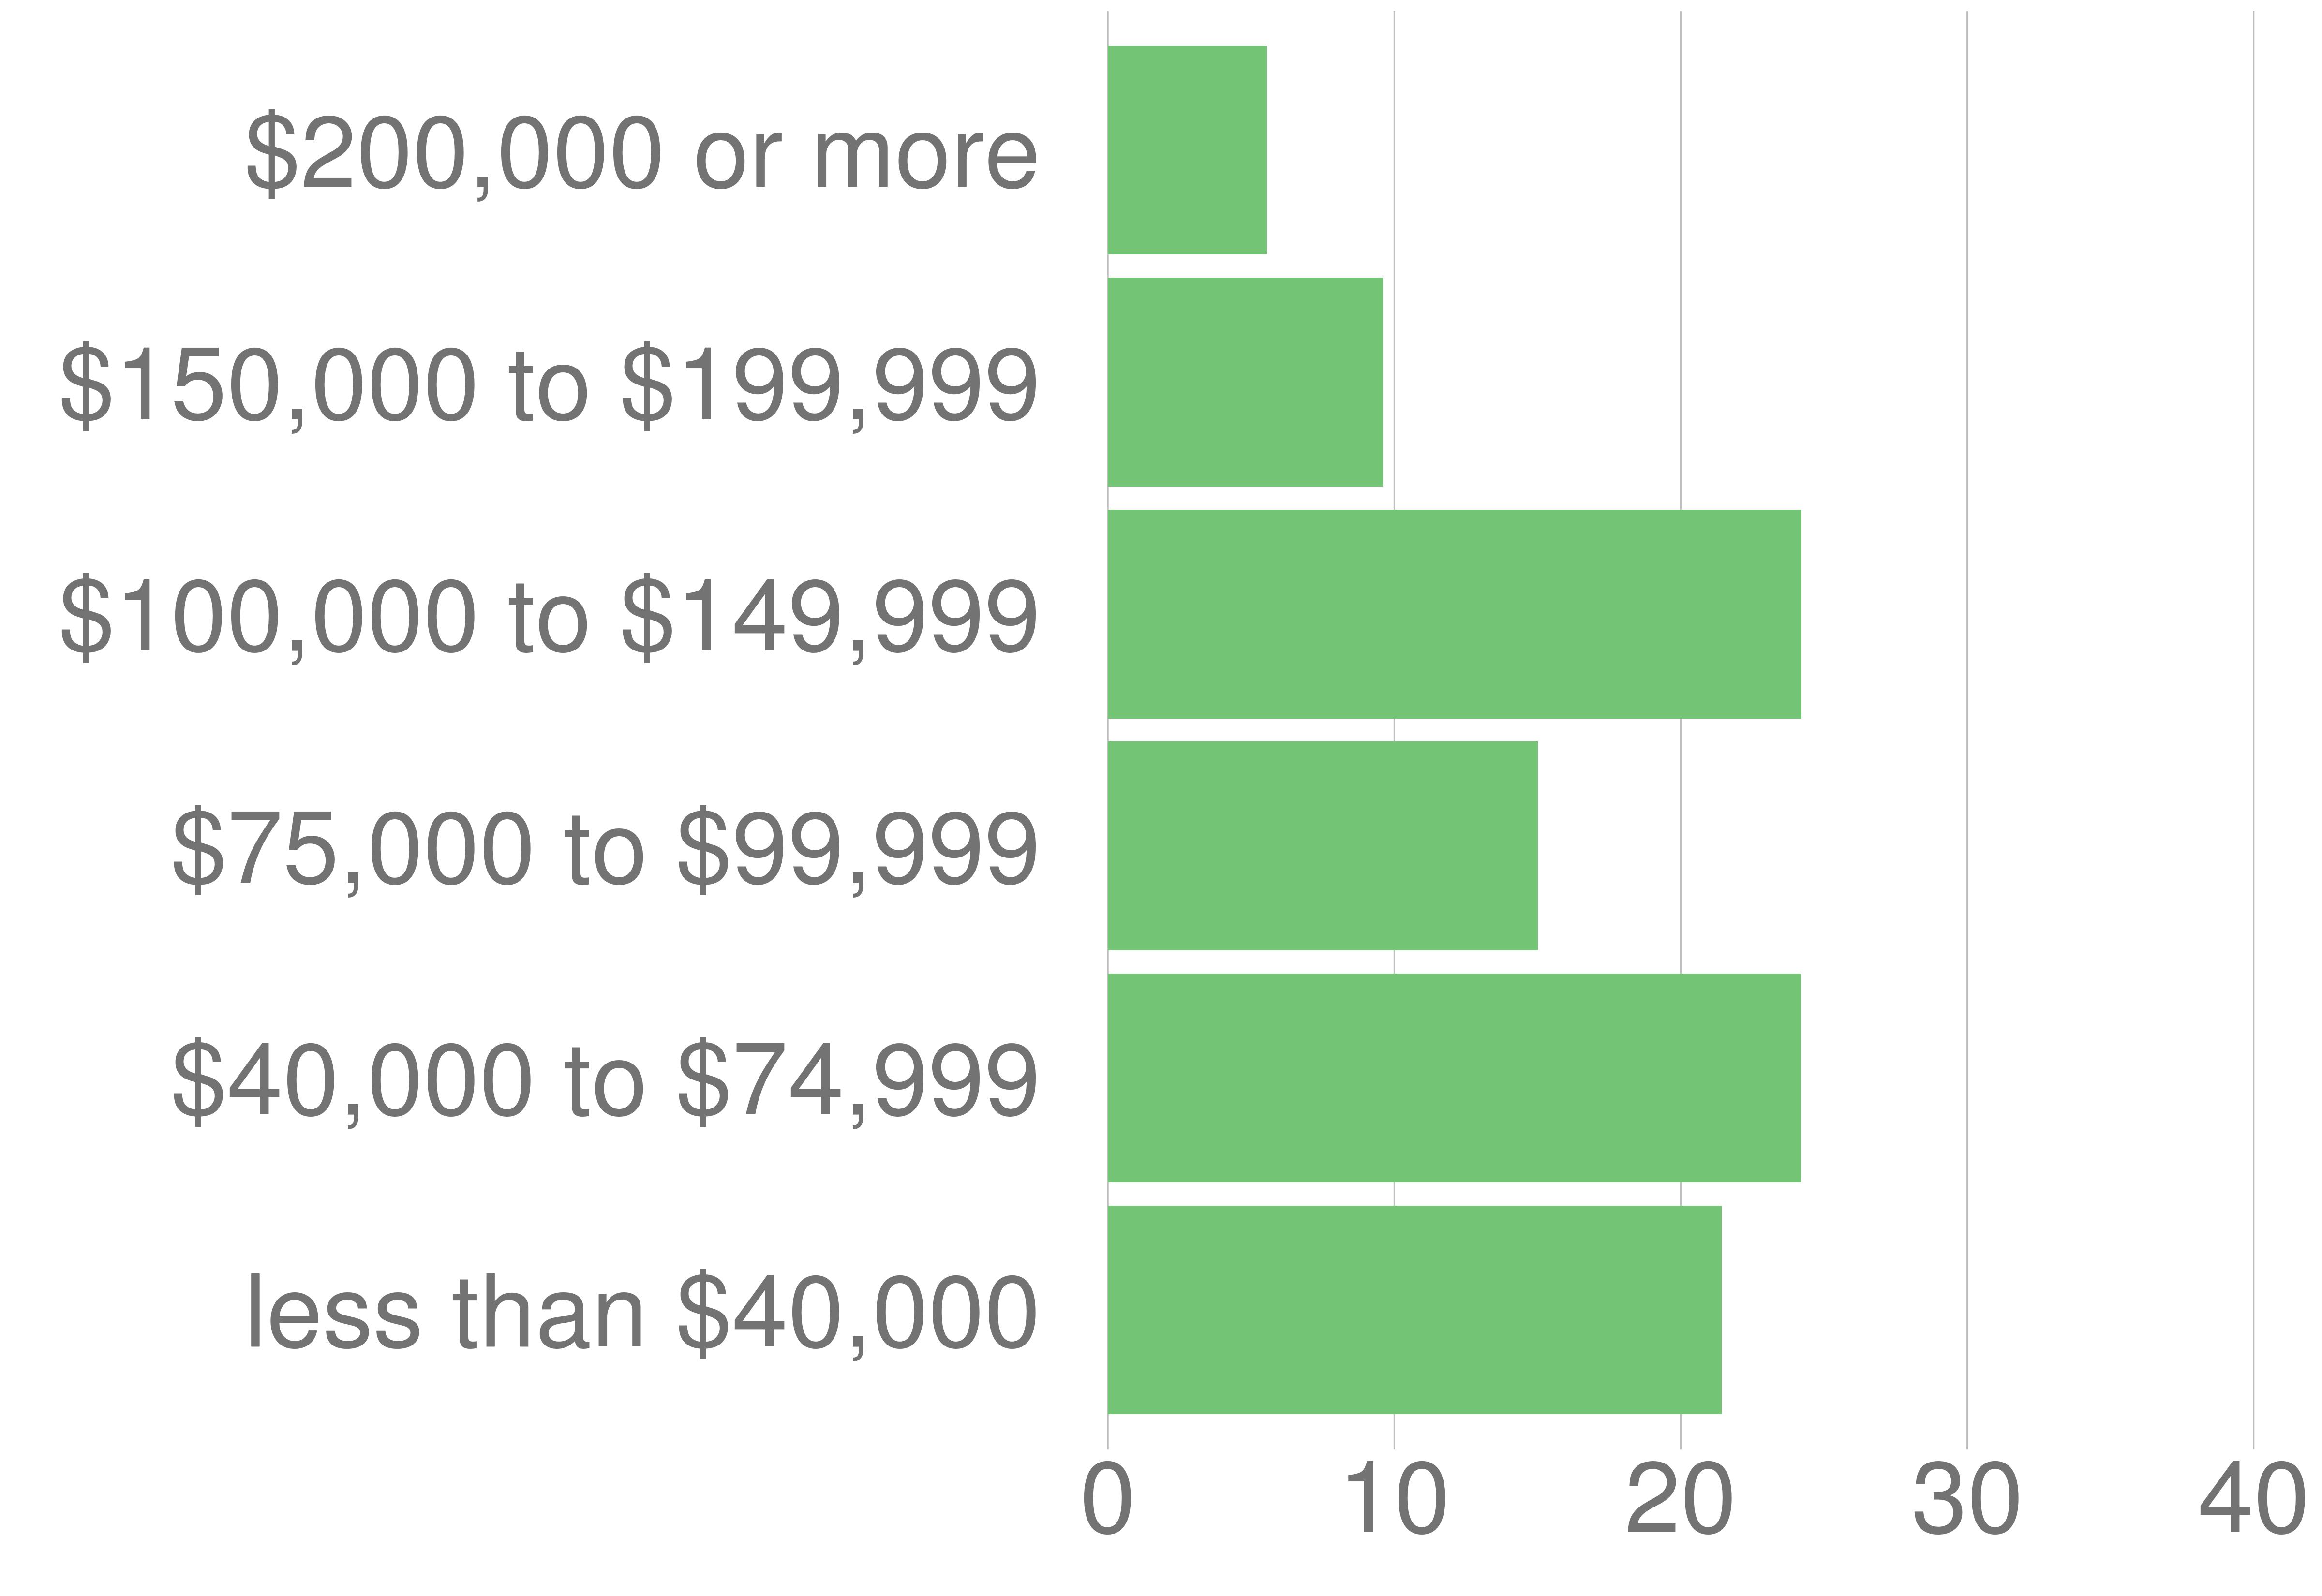 $200,000 or more
$150,000 to $199,999
$100,000 to $149,999
$75,000 to $99,999
$40,000 to $74,999
less than $40,000
0 10 20 30 40